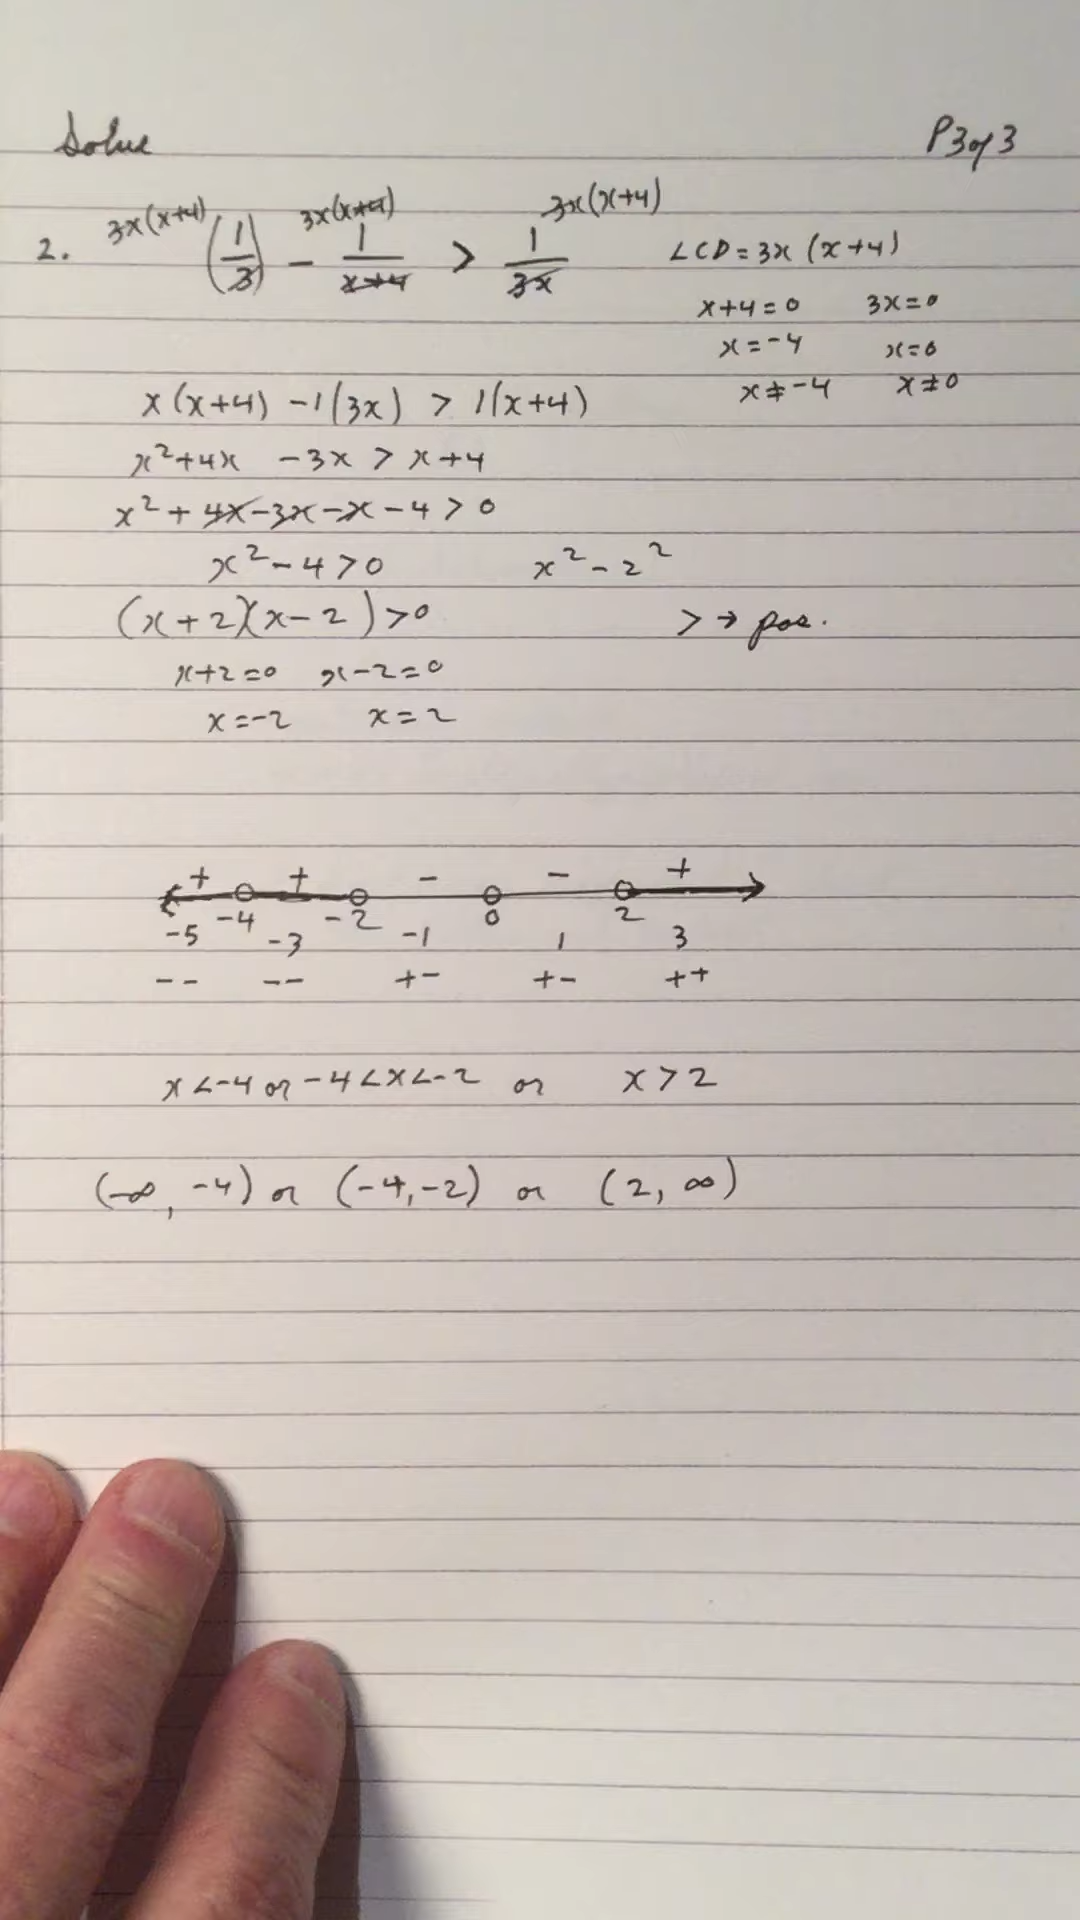 Solve
P 3 of 3
2. 3x(x+4) (1/3) - 3x(x+4) 1/(x+4) > 1/(3x) 3x(x+4)
LCD = 3x (x+4)
x+4=0 3x=0
x=-4 x=0
x≠-4 x≠0
x(x+4) -1(3x) > 1(x+4)
x²+4x -3x > x+4
x² + 4x-3x-x-4 > 0
x²-4>0 x²-2²
(x+2)(x-2)>0 > → pos.
x+2=0 x-2=0
x=-2 x=2
+ + - - +
-4 -2 0 2
-5 -3 -1 1 3
-- -- +- +- ++
x<-4 or -4<x<-2 or x>2
(-∞, -4) or (-4,-2) or (2, ∞)